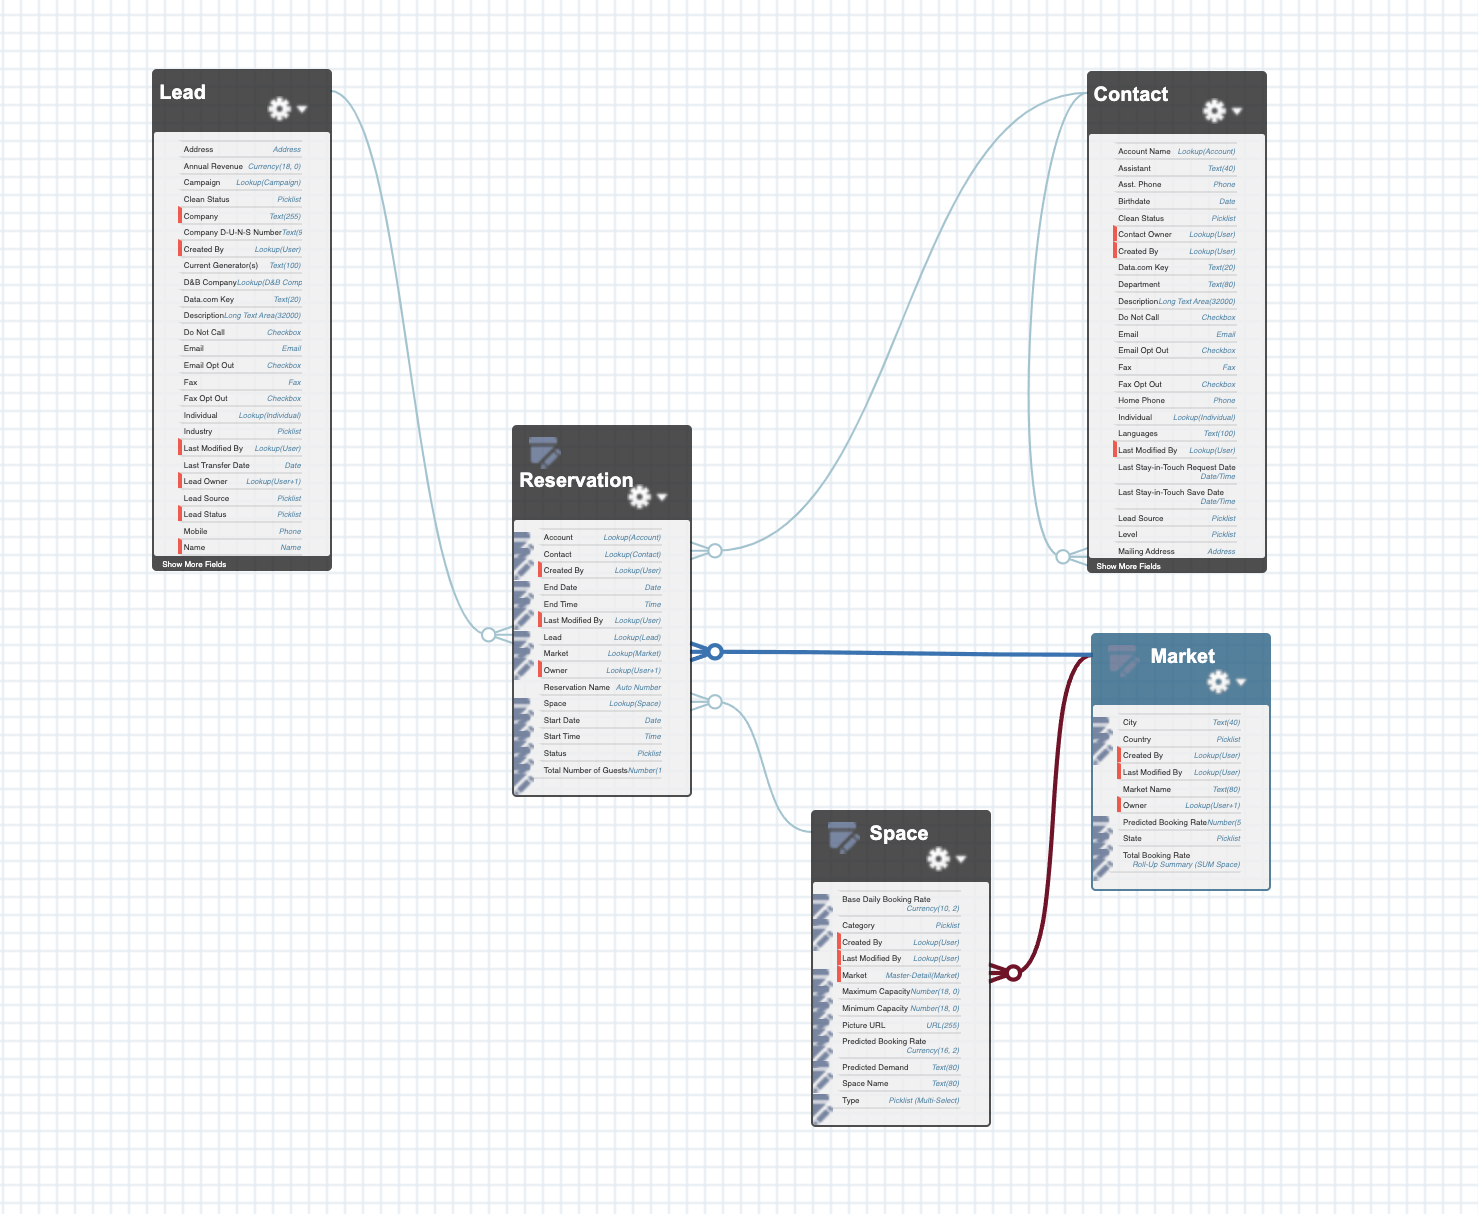 Lead
Address Address
Annual Revenue Currency(18, 0)
Campaign Lookup(Campaign)
Clean Status Picklist
Company Text(255)
Company D-U-N-S Number Text(9
Created By Lookup(User)
Current Generator(s) Text(100)
D&B Company Lookup(D&B Comp
Data.com Key Text(20)
Description Long Text Area(32000)
Do Not Call Checkbox
Email Email
Email Opt Out Checkbox
Fax Fax
Fax Opt Out Checkbox
Individual Lookup(Individual)
Industry Picklist
Last Modified By Lookup(User)
Last Transfer Date Date
Lead Owner Lookup(User+1)
Lead Source Picklist
Lead Status Picklist
Mobile Phone
Name Name
Show More Fields
Contact
Account Name Lookup(Account)
Assistant Text(40)
Asst. Phone Phone
Birthdate Date
Clean Status Picklist
Contact Owner Lookup(User)
Created By Lookup(User)
Data.com Key Text(20)
Department Text(80)
Description Long Text Area(32000)
Do Not Call Checkbox
Email Email
Email Opt Out Checkbox
Fax Fax
Fax Opt Out Checkbox
Home Phone Phone
Individual Lookup(Individual)
Languages Text(100)
Last Modified By Lookup(User)
Last Stay-in-Touch Request Date
Date/Time
Last Stay-in-Touch Save Date
Date/Time
Lead Source Picklist
Level Picklist
Mailing Address Address
Show More Fields
Reservation
Account Lookup(Account)
Contact Lookup(Contact)
Created By Lookup(User)
End Date Date
End Time Time
Last Modified By Lookup(User)
Lead Lookup(Lead)
Market Lookup(Market)
Owner Lookup(User+1)
Reservation Name Auto Number
Space Lookup(Space)
Start Date Date
Start Time Time
Status Picklist
Total Number of Guests Number(1
Market
City Text(40)
Country Picklist
Created By Lookup(User)
Last Modified By Lookup(User)
Market Name Text(80)
Owner Lookup(User+1)
Predicted Booking Rate Number(5
State Picklist
Total Booking Rate
Roll-Up Summary (SUM Space)
Space
Base Daily Booking Rate
Currency(10, 2)
Category Picklist
Created By Lookup(User)
Last Modified By Lookup(User)
Market Master-Detail(Market)
Maximum Capacity Number(18, 0)
Minimum Capacity Number(18, 0)
Picture URL URL(255)
Predicted Booking Rate
Currency(16, 2)
Predicted Demand Text(80)
Space Name Text(80)
Type Picklist (Multi-Select)